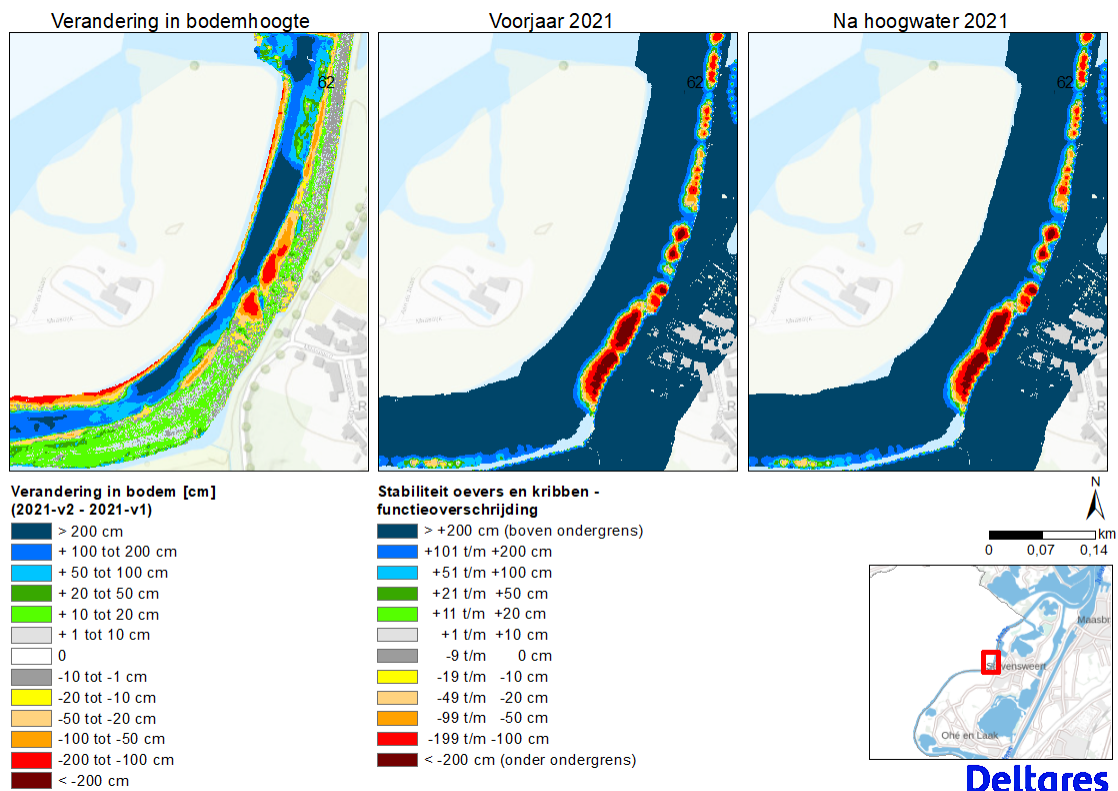 Verandering in bodemhoogte
Voorjaar 2021
Na hoogwater 2021
62
62
62
R
R
Verandering in bodem [cm]
(2021-v2 - 2021-v1)
> 200 cm
+ 100 tot 200 cm
+ 50 tot 100 cm
+ 20 tot 50 cm
+ 10 tot 20 cm
+ 1 tot 10 cm
0
-10 tot -1 cm
-20 tot -10 cm
-50 tot -20 cm
-100 tot -50 cm
-200 tot -100 cm
< -200 cm
Stabiliteit oevers en kribben -
functieoverschrijding
> +200 cm (boven ondergrens)
+101 t/m +200 cm
+51 t/m +100 cm
+21 t/m +50 cm
+11 t/m +20 cm
+1 t/m +10 cm
-9 t/m 0 cm
-19 t/m -10 cm
-49 t/m -20 cm
-99 t/m -50 cm
-199 t/m -100 cm
< -200 cm (onder ondergrens)
N
km
0 0,07 0,14
Maasbr
Stevensweert
Ohé en Laak
Deltares